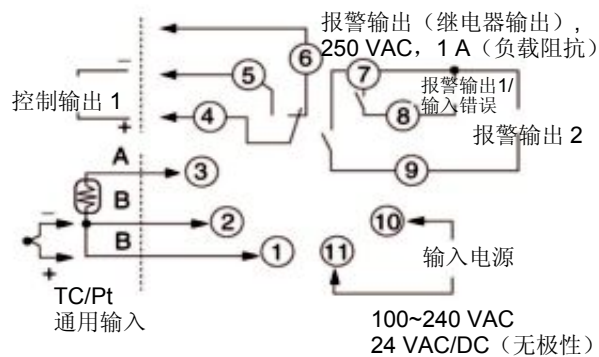 报警输出（继电器输出）,
250 VAC，1 A（负载阻抗）
−
⑥
⑤
⑦
报警输出1/
输入错误
控制输出 1
④
⑧
+
报警输出 2
A
③
⑨
B
−
②
⑩
B
①
⑪
输入电源
+
TC/Pt
通用输入
100~240 VAC
24 VAC/DC（无极性）